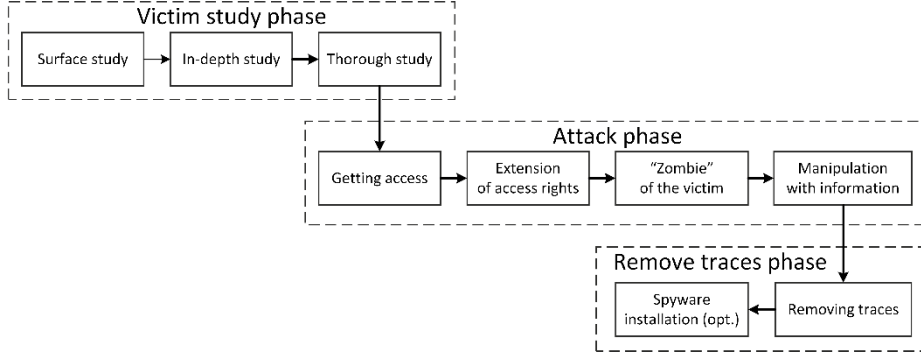 Victim study phase
Surface study
In-depth study
Thorough study
Attack phase
Getting access
Extension
of access rights
“Zombie”
of the victim
Manipulation
with information
Remove traces phase
Spyware
installation (opt.)
Removing traces